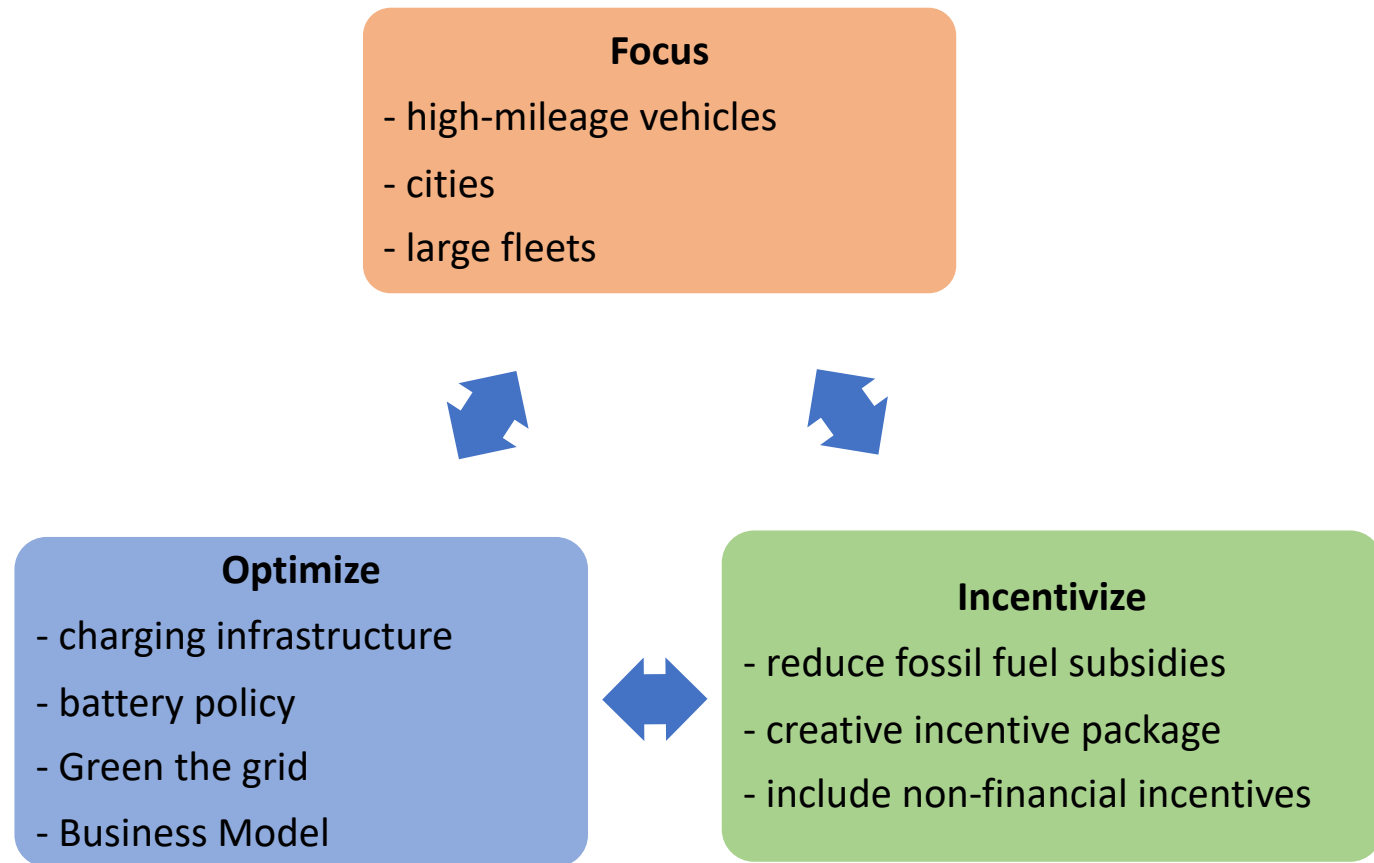 Focus
- high-mileage vehicles
- cities
- large fleets
Optimize
- charging infrastructure
- battery policy
- Green the grid
- Business Model
Incentivize
- reduce fossil fuel subsidies
- creative incentive package
- include non-financial incentives